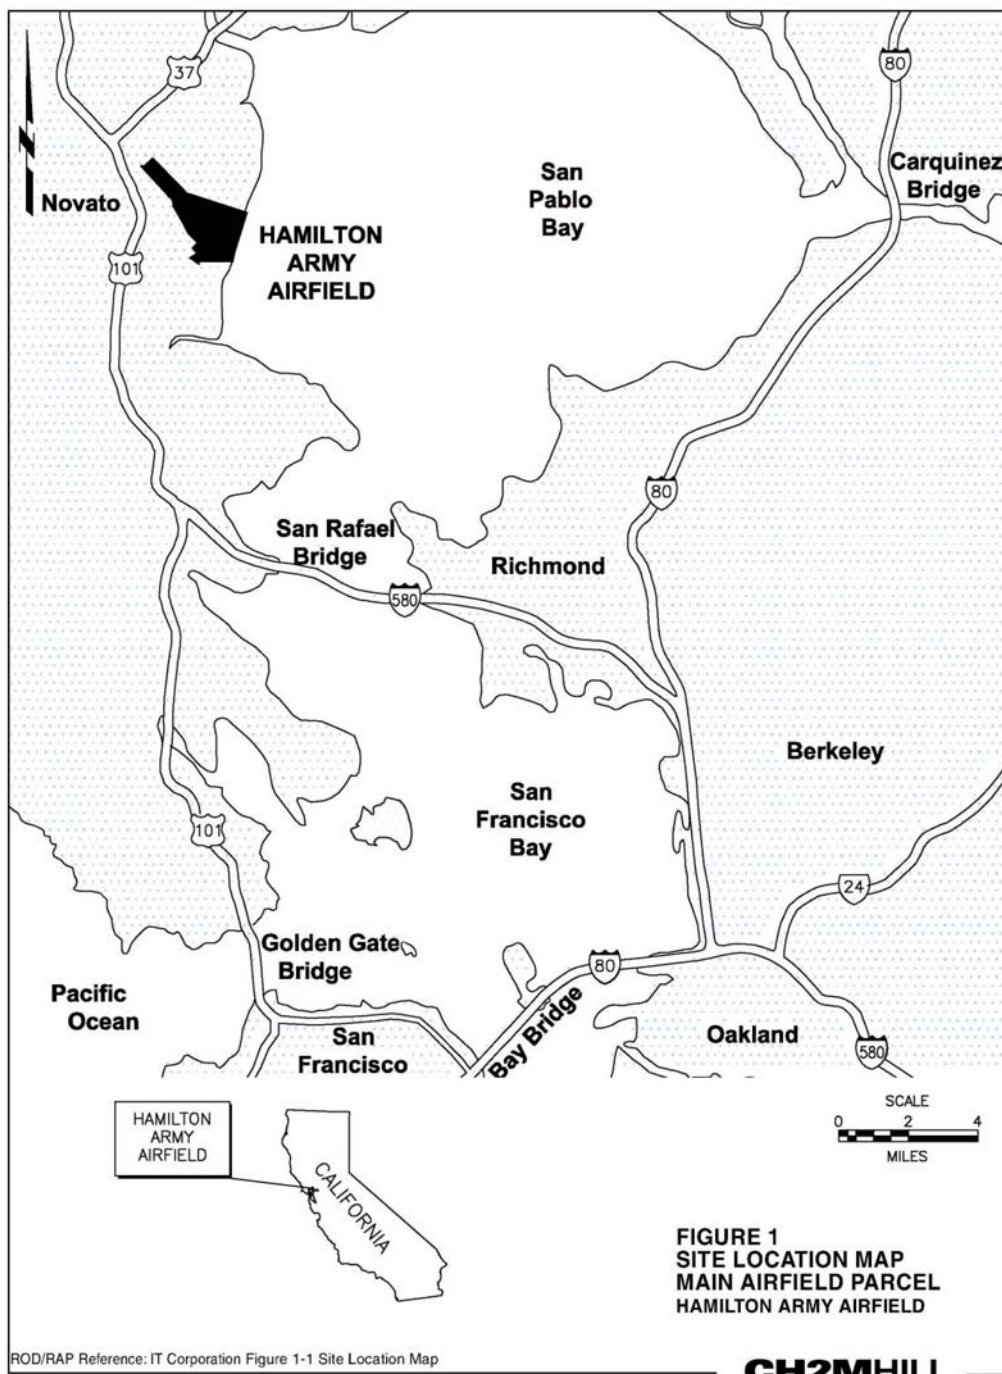 37
80
Carquinez
Bridge
San
Pablo
Bay
Novato
HAMILTON
ARMY
AIRFIELD
101
80
San Rafael
Bridge
Richmond
580
Berkeley
San
Francisco
Bay
101
24
Golden Gate
Bridge
80
Pacific
Ocean
Bay Bridge
San
Francisco
Oakland
580
HAMILTON
ARMY
AIRFIELD
CALIFORNIA
SCALE
0 2 4
MILES
FIGURE 1
SITE LOCATION MAP
MAIN AIRFIELD PARCEL
HAMILTON ARMY AIRFIELD
ROD/RAP Reference: IT Corporation Figure 1-1 Site Location Map
CH2MHILL